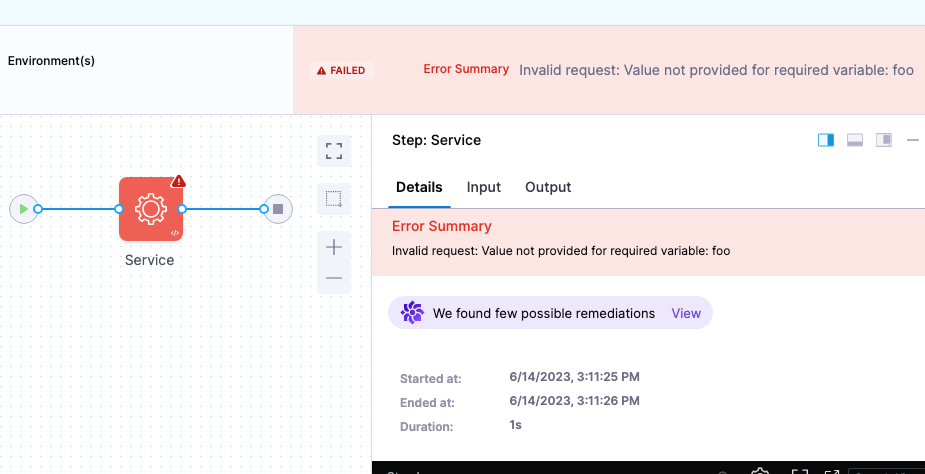 Environment(s)
FAILED
Error Summary
Invalid request: Value not provided for required variable: foo
Service
Step: Service
Details
Input
Output
Error Summary
Invalid request: Value not provided for required variable: foo
We found few possible remediations View
Started at: 6/14/2023, 3:11:25 PM
Ended at: 6/14/2023, 3:11:26 PM
Duration: 1s